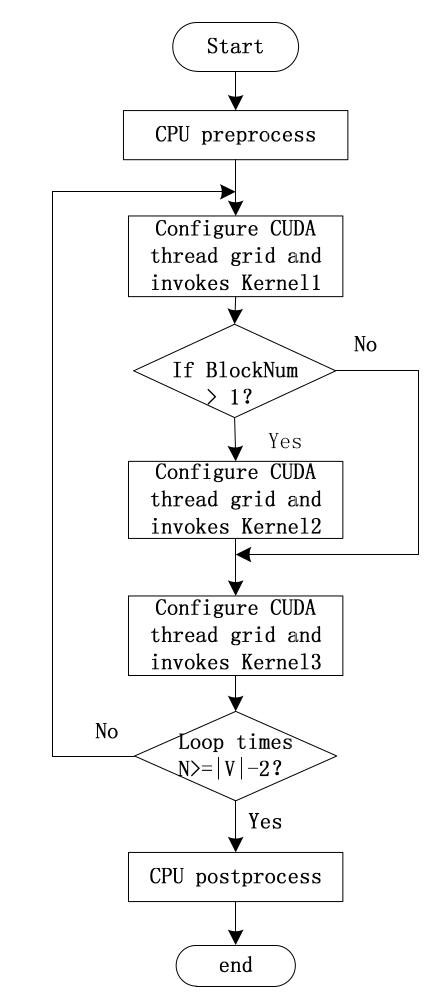 Start
CPU preprocess
Configure CUDA
thread grid and
invokes Kernel1
If BlockNum
> 1?
No
Yes
Configure CUDA
thread grid and
invokes Kernel2
Configure CUDA
thread grid and
invokes Kernel3
No
Loop times
N>=|V|-2?
Yes
CPU postprocess
end